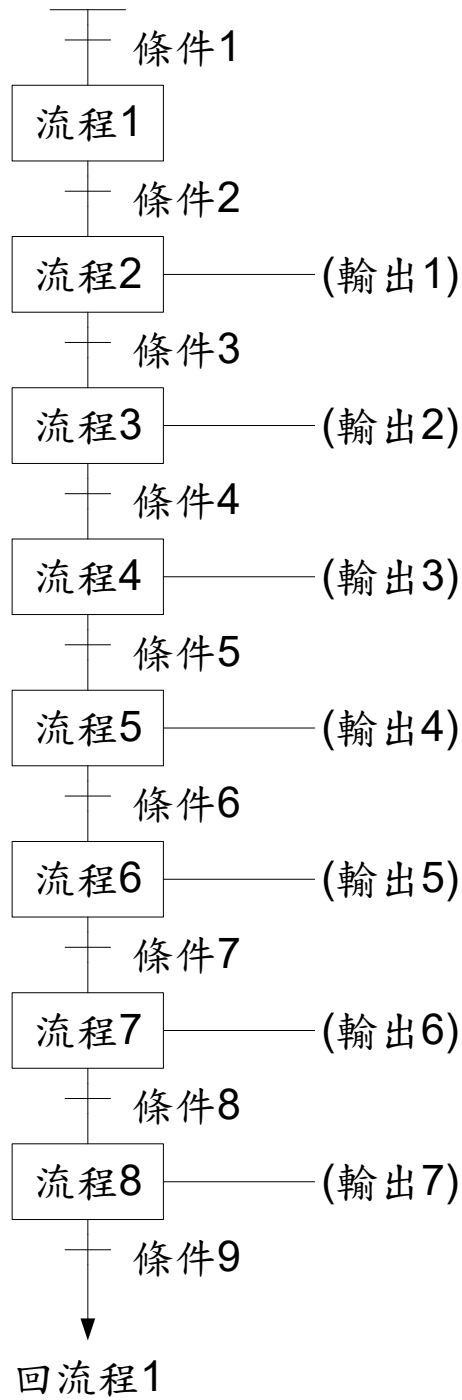 條件1
流程1
條件2
流程2 (輸出1)
條件3
流程3 (輸出2)
條件4
流程4 (輸出3)
條件5
流程5 (輸出4)
條件6
流程6 (輸出5)
條件7
流程7 (輸出6)
條件8
流程8 (輸出7)
條件9
回流程1